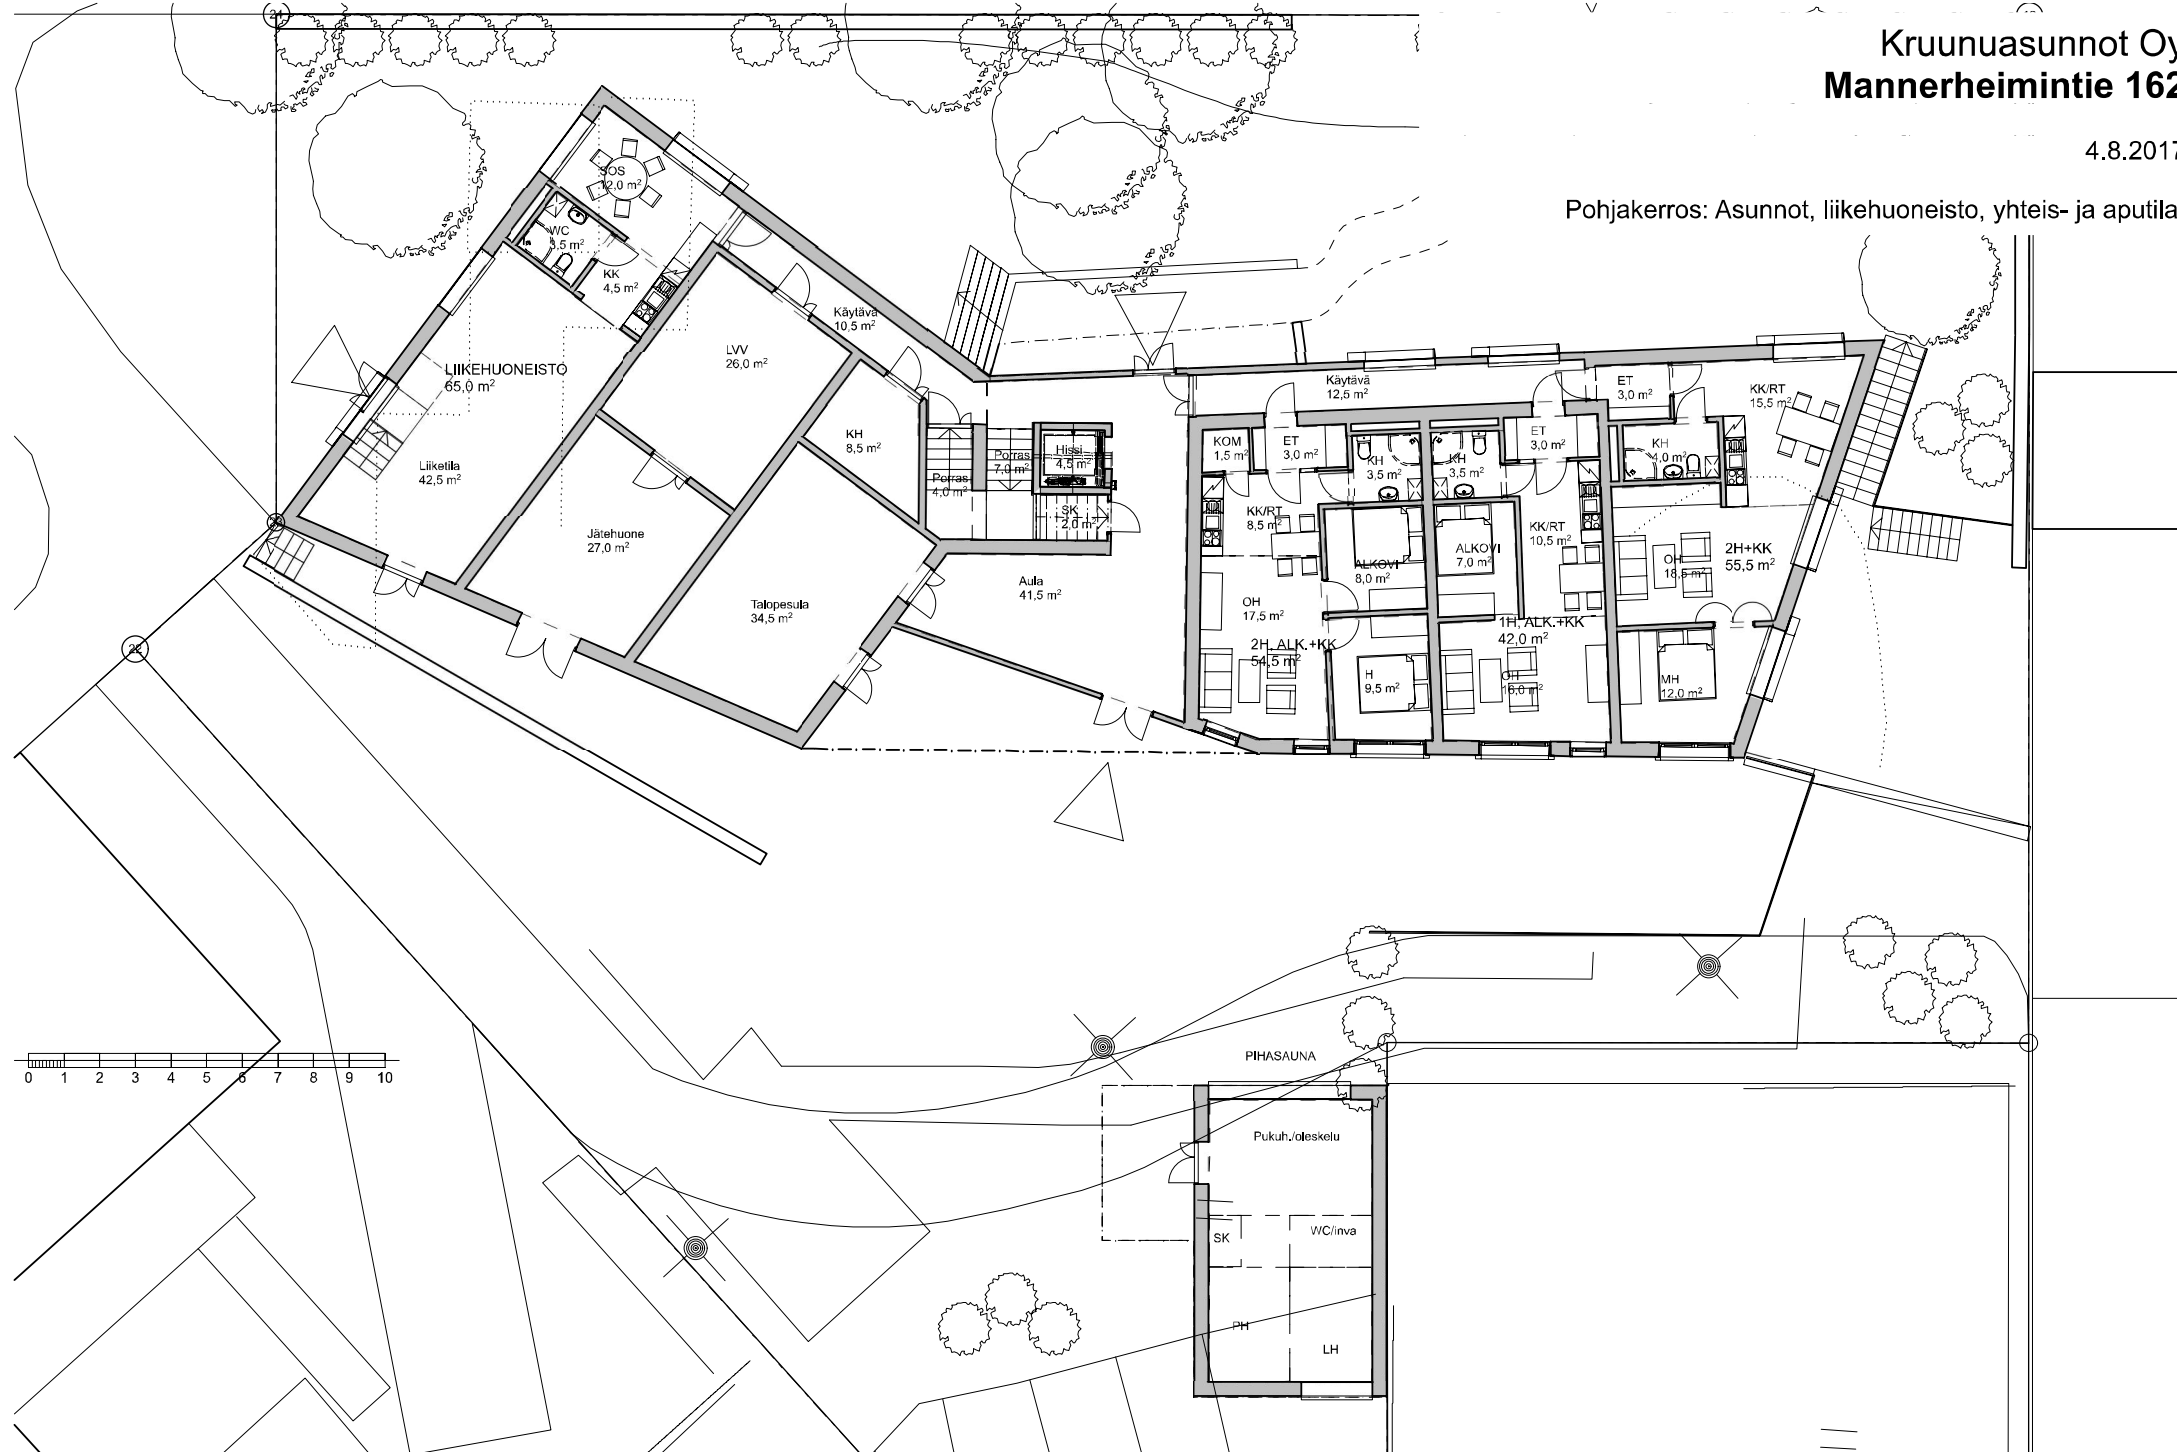 Kruunuasunnot Oy
Mannerheimintie 162
4.8.2017
Pohjakerros: Asunnot, liikehuoneisto, yhteis- ja aputila
24
SOS
12,0 m²
WC
3,5 m²
KK
4,5 m²
Käytävä
10,5 m²
LVV
26,0 m²
LIIKEHUONEISTO
65,0 m²
KH
8,5 m²
Liiketila
42,5 m²
Jätehuone
27,0 m²
Talopesula
34,5 m²
Porras
4,0 m²
Porras
7,0 m²
Hissi
4,5 m²
SK
2,0 m²
Aula
41,5 m²
Käytävä
12,5 m²
KOM
1,5 m²
ET
3,0 m²
KH
3,5 m²
KK/RT
8,5 m²
ALKOVI
8,0 m²
OH
17,5 m²
2H, ALK.+KK
54,5 m²
H
9,5 m²
KH
3,5 m²
ET
3,0 m²
KK/RT
10,5 m²
ALKOVI
7,0 m²
1H, ALK.+KK
42,0 m²
OH
16,0 m²
ET
3,0 m²
KK/RT
15,5 m²
KH
4,0 m²
OH
18,5 m²
2H+KK
55,5 m²
MH
12,0 m²
22
0 1 2 3 4 5 6 7 8 9 10
PIHASAUNA
Pukuh./oleskelu
SK
WC/inva
PH
LH